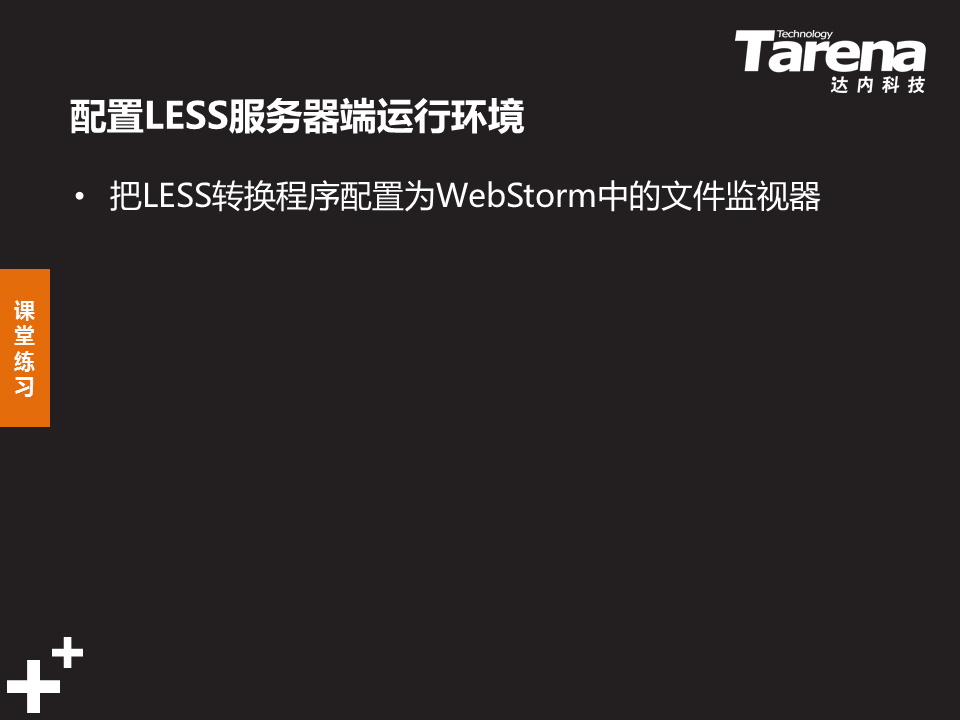 Technology
Tarena
达内科技
配置LESS服务器端运行环境
• 把LESS转换程序配置为WebStorm中的文件监视器
课堂练习